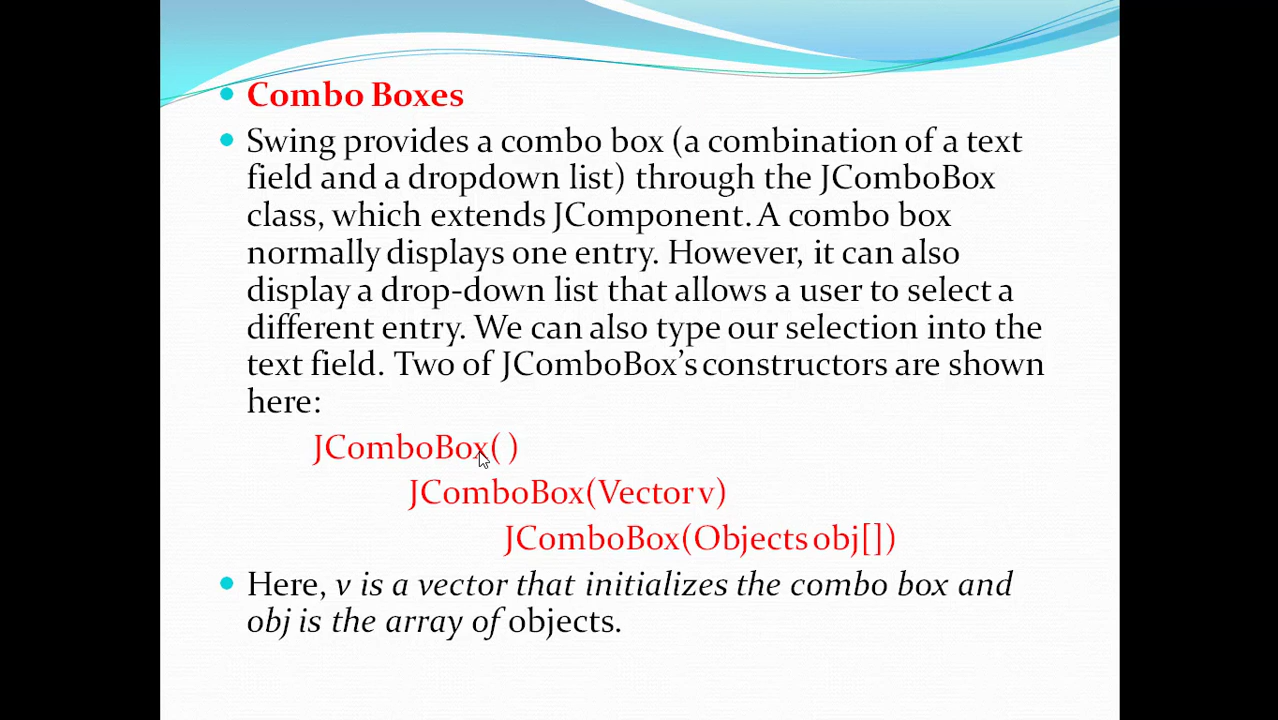 Combo Boxes
Swing provides a combo box (a combination of a text
field and a dropdown list) through the JComboBox
class, which extends JComponent. A combo box
normally displays one entry. However, it can also
display a drop-down list that allows a user to select a
different entry. We can also type our selection into the
text field. Two of JComboBox’s constructors are shown
here:
JComboBox( )
JComboBox(Vector v)
JComboBox(Objects obj[])
Here, v is a vector that initializes the combo box and
obj is the array of objects.